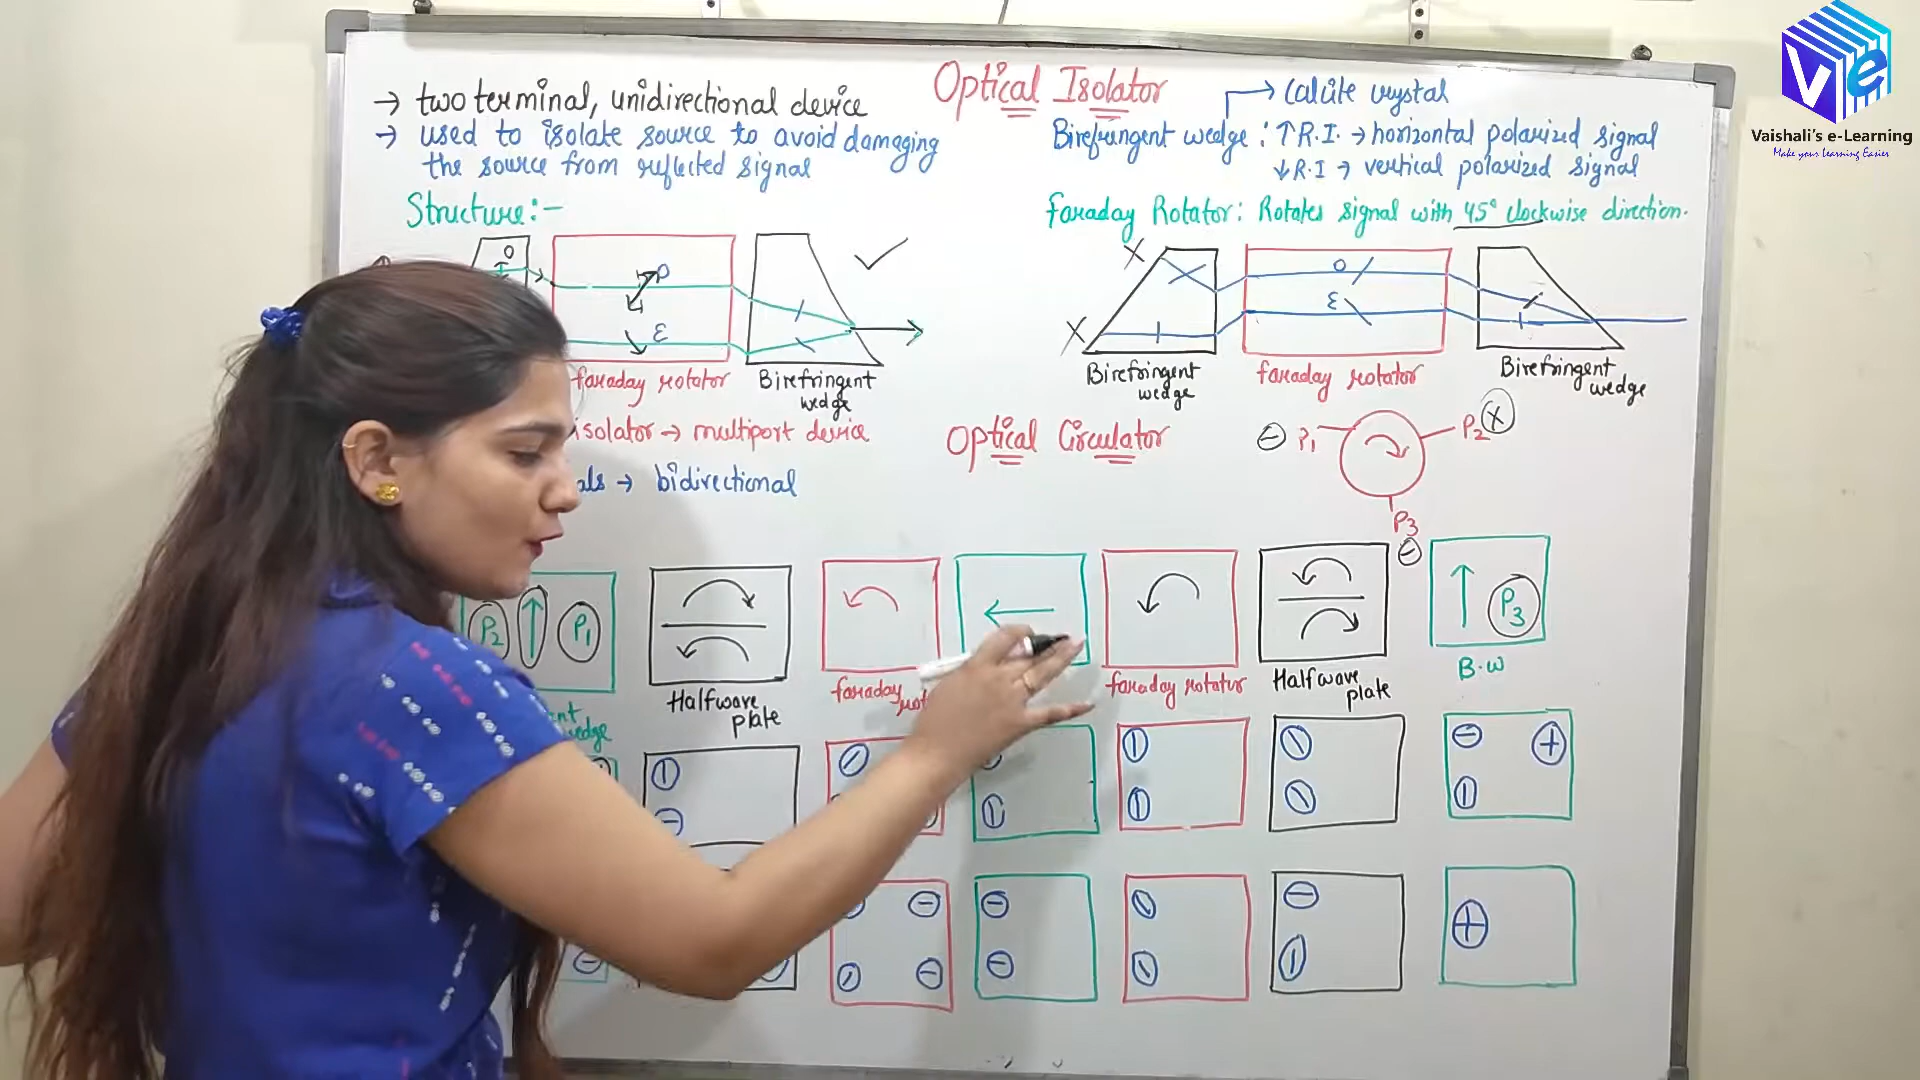 Optical Isolator
→ two terminal, unidirectional device
→ used to isolate source to avoid damaging
the source from reflected signal
Structure:-
O
O
ε
faraday rotator
Birefringent
wedge
→ Calcite crystal
Birefringent wedge : ↑ R.I. → horizontal polarized signal
↓ R.I → vertical polarized signal
faraday Rotator: Rotates signal with 45° clockwise direction.
X
X
O
ε
Birefringent
wedge
faraday rotator
Birefringent
wedge
isolator → multiport device
Optical Circulator
P1
P2 X
P3
→ bidirectional
P2 ↑ P1
Halfwave
plate
faraday
faraday rotator
Halfwave
plate
P3
B.W
Vaishali's e-Learning
Make your Learning Easier